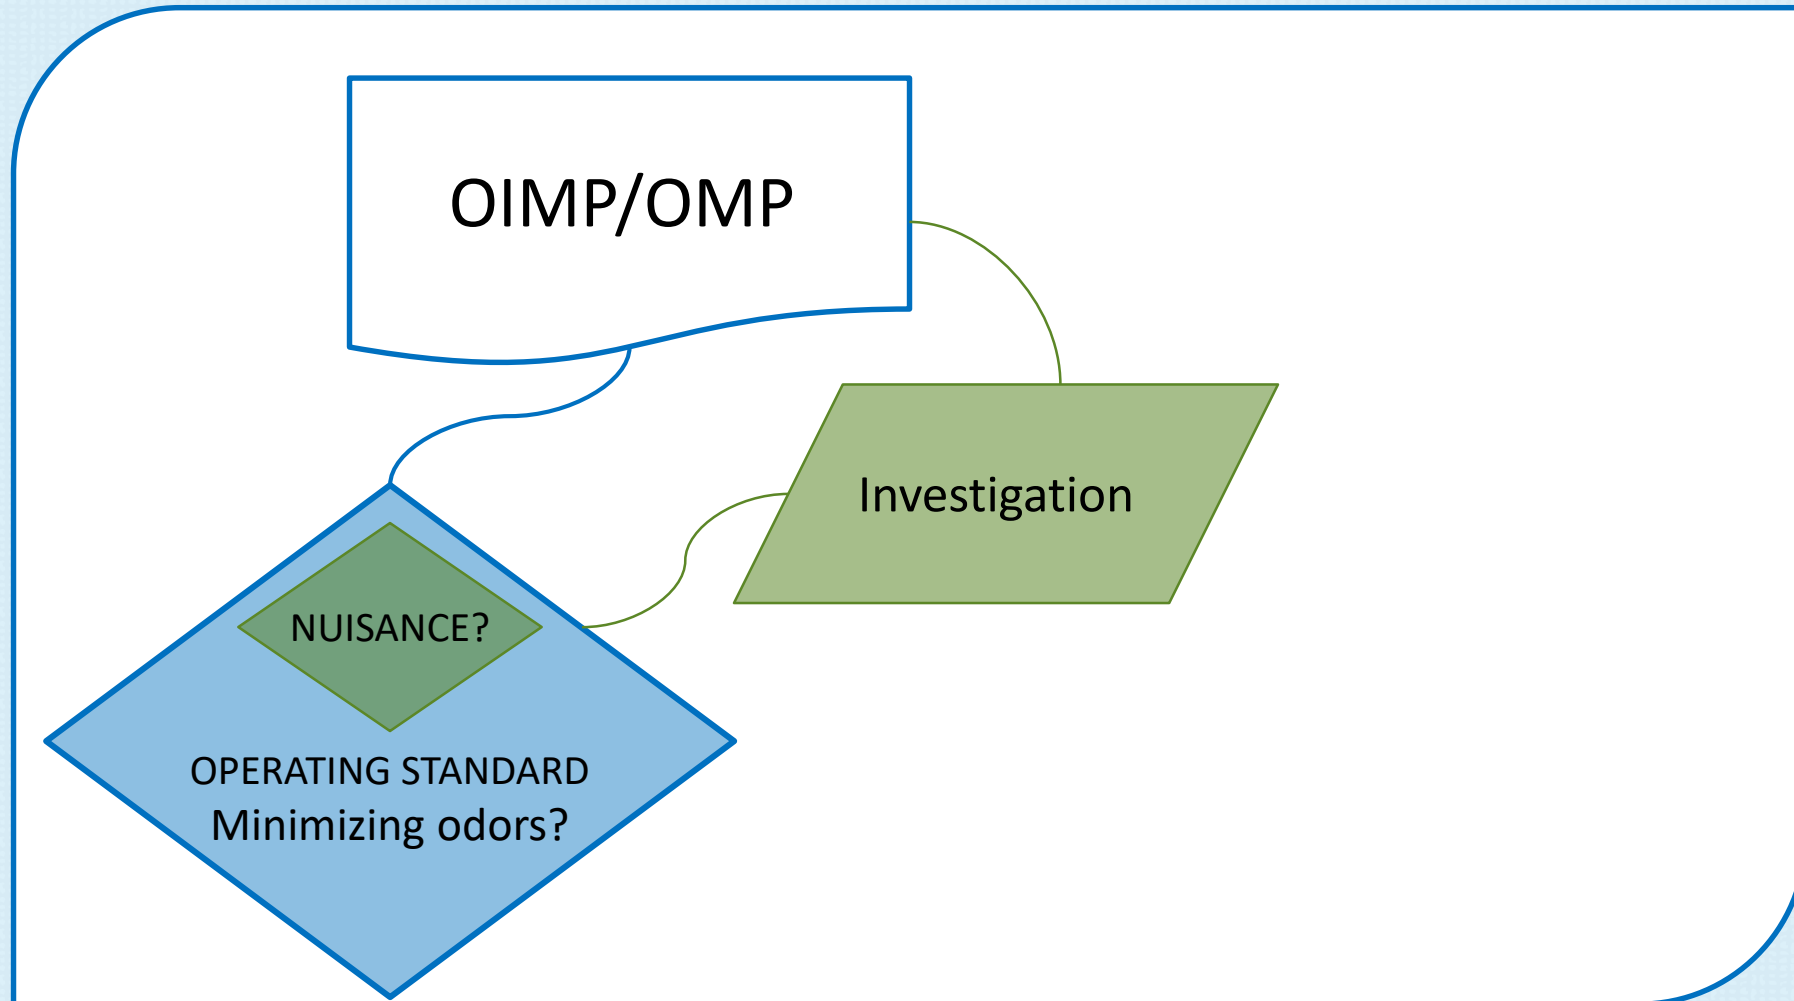 OIMP/OMP
Investigation
NUISANCE?
OPERATING STANDARD
Minimizing odors?